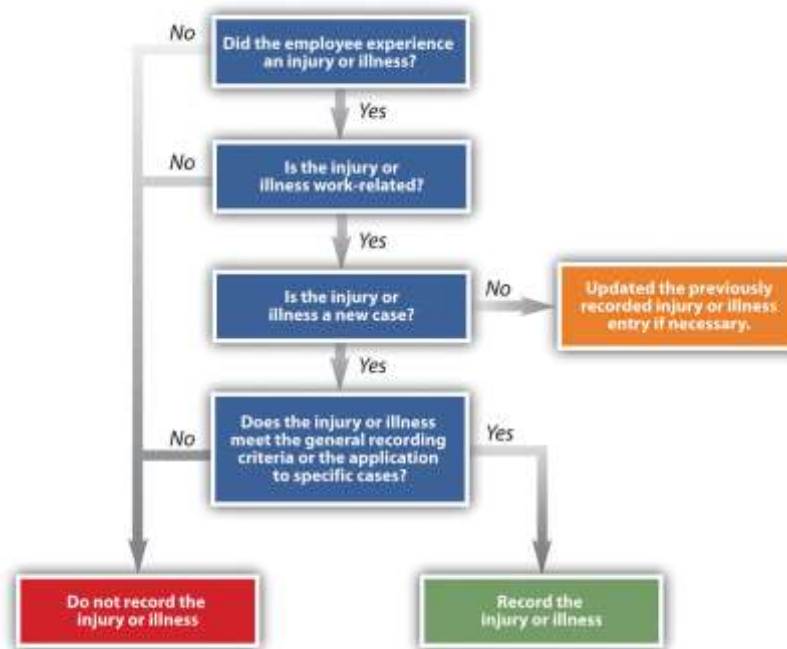 No
Did the employee experience
an injury or illness?
Yes
No
Is the injury or
illness work-related?
Yes
Is the injury or
illness a new case?
No
Updated the previously
recorded injury or illness
entry if necessary.
Yes
No
Does the injury or illness
meet the general recording
criteria or the application
to specific cases?
Yes
Do not record the
injury or illness
Record the
injury or illness